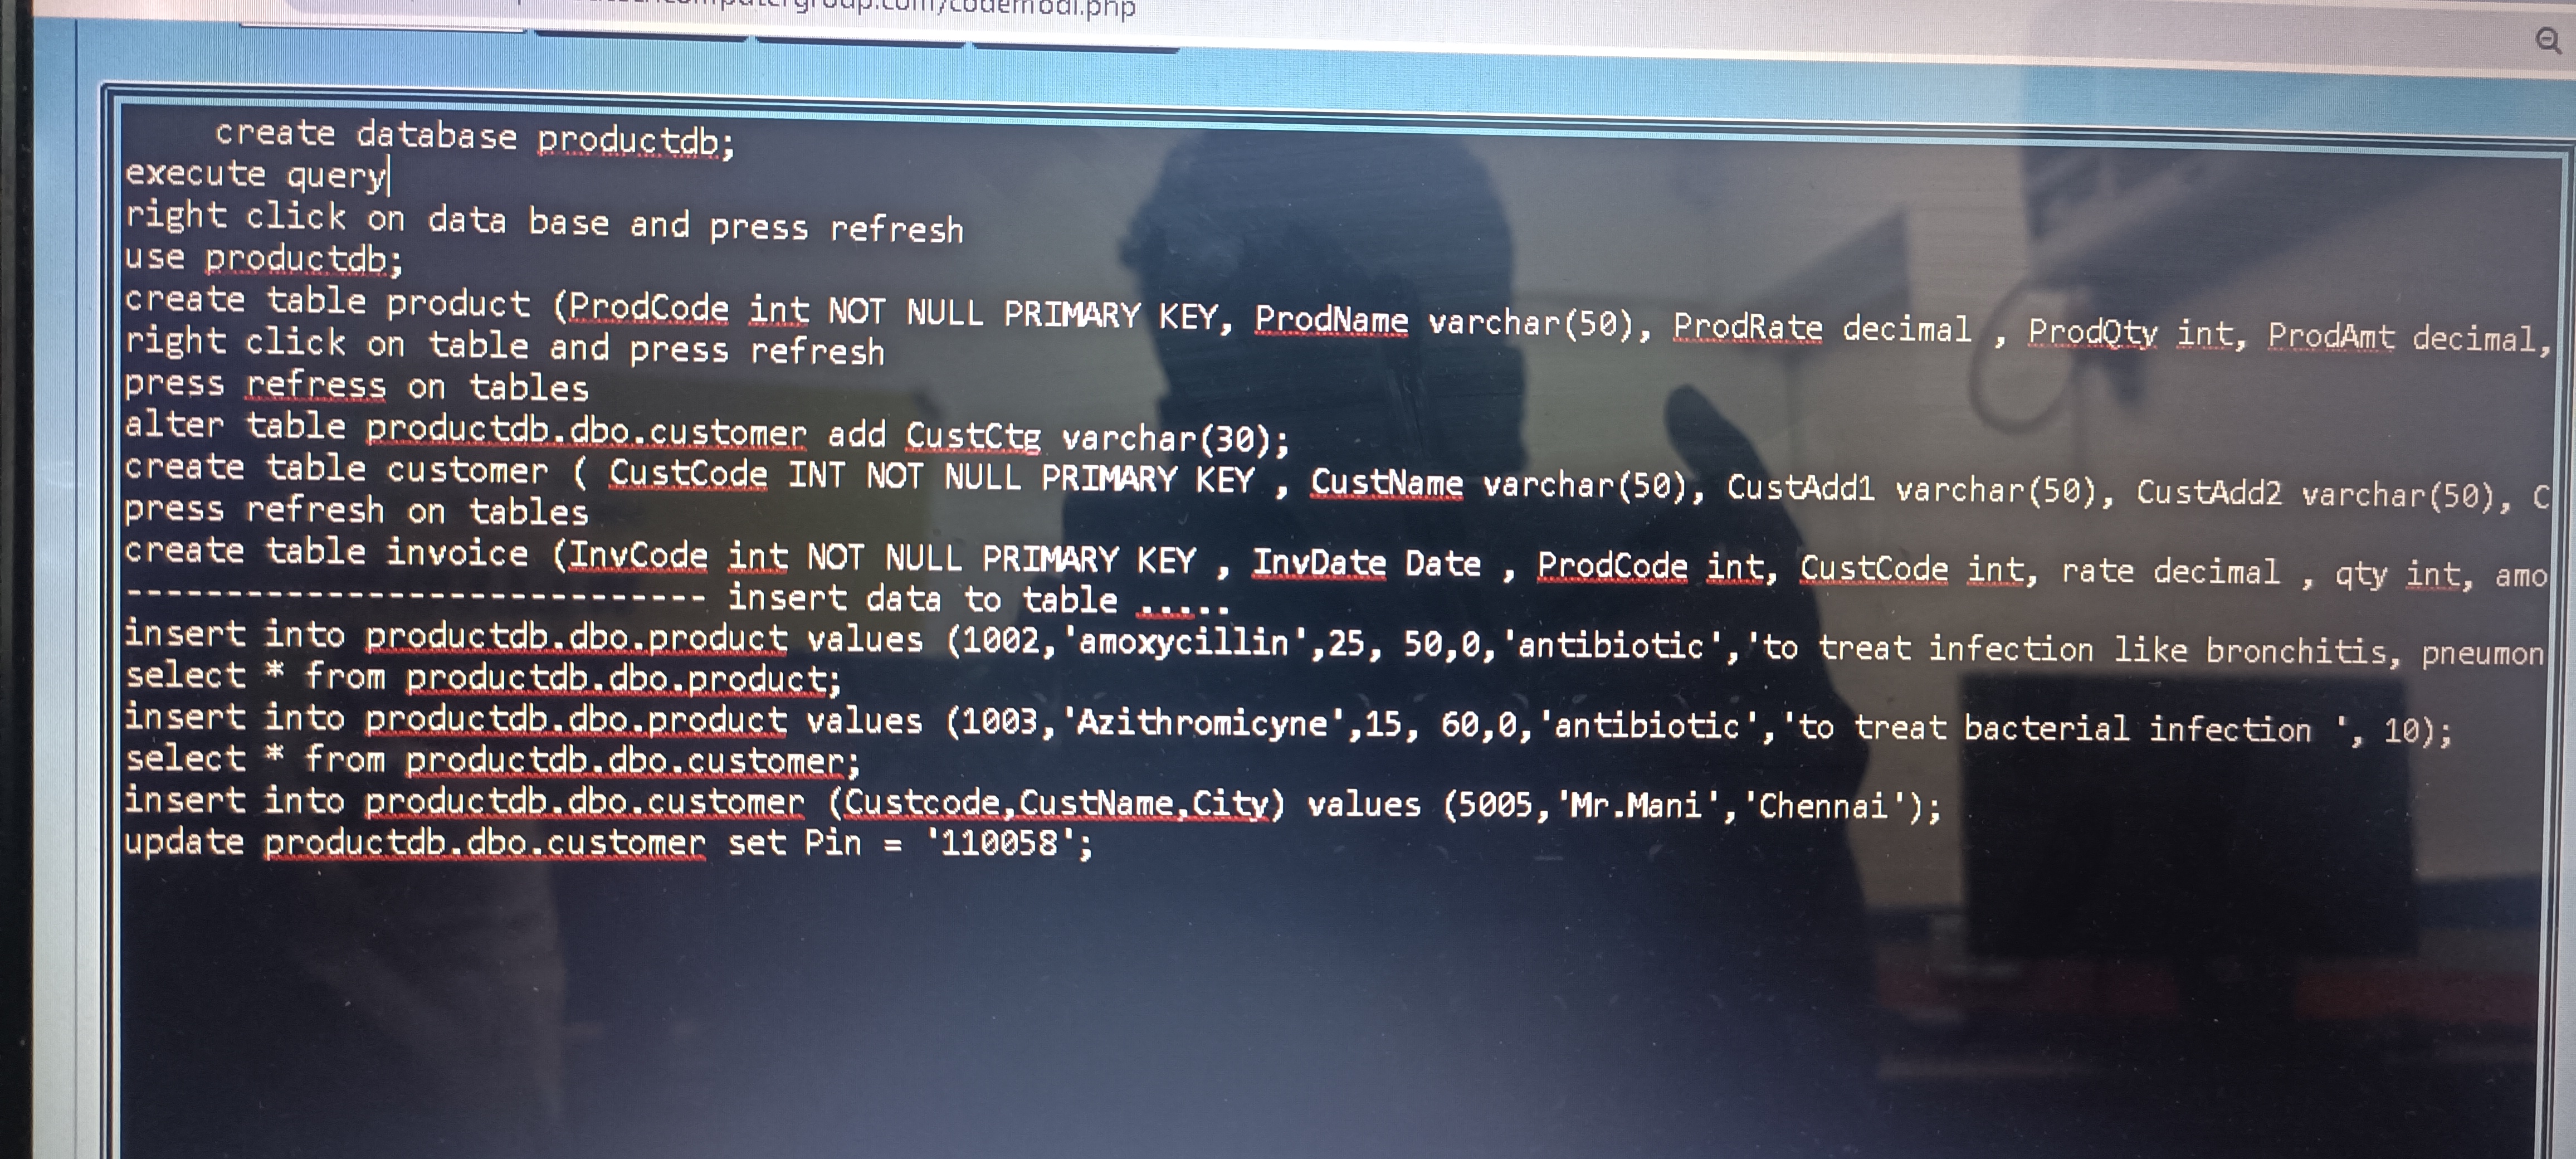 computergroup.com/codemodi.php
create database productdb;
execute query
right click on data base and press refresh
use productdb;
create table product (ProdCode int NOT NULL PRIMARY KEY, ProdName varchar(50), ProdRate decimal , ProdQty int, ProdAmt decimal,
right click on table and press refresh
press refress on tables
alter table productdb.dbo.customer add CustCtg varchar(30);
create table customer ( CustCode INT NOT NULL PRIMARY KEY , CustName varchar(50), CustAdd1 varchar(50), CustAdd2 varchar(50), C
press refresh on tables
create table invoice (InvCode int NOT NULL PRIMARY KEY , InvDate Date , ProdCode int, CustCode int, rate decimal , qty int, amo
----------------------------- insert data to table .....
insert into productdb.dbo.product values (1002,'amoxycillin',25, 50,0,'antibiotic','to treat infection like bronchitis, pneumon
select * from productdb.dbo.product;
insert into productdb.dbo.product values (1003,'Azithromicyne',15, 60,0,'antibiotic','to treat bacterial infection ', 10);
select * from productdb.dbo.customer;
insert into productdb.dbo.customer (Custcode,CustName,City) values (5005,'Mr.Mani','Chennai');
update productdb.dbo.customer set Pin = '110058';